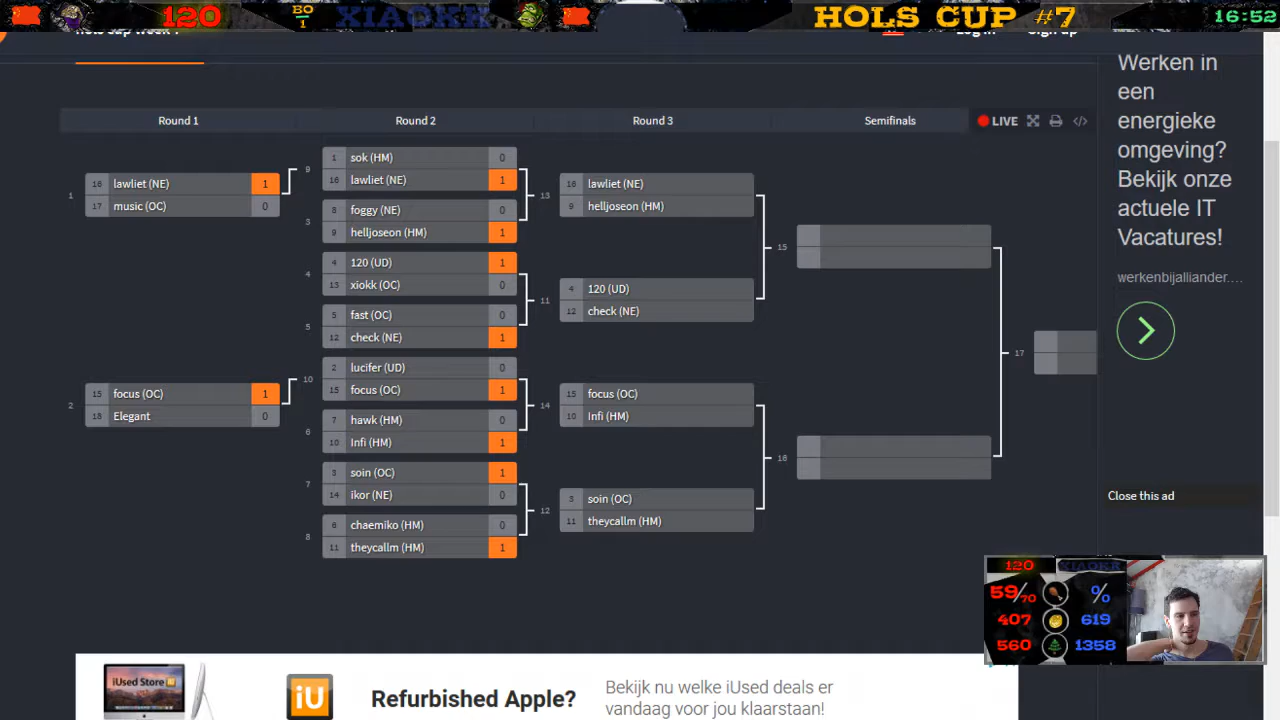 120
BO
1
XIAOKK
HOLS CUP #7
16:52
Round 1
Round 2
Round 3
Semifinals
LIVE
1
16 lawliet (NE) 1
17 music (OC) 0
2
15 focus (OC) 1
18 Elegant 0
9
1 sok (HM) 0
16 lawliet (NE) 1
3
8 foggy (NE) 0
9 helljoseon (HM) 1
4
4 120 (UD) 1
13 xiokk (OC) 0
5
5 fast (OC) 0
12 check (NE) 1
10
2 lucifer (UD) 0
15 focus (OC) 1
6
7 hawk (HM) 0
10 Infi (HM) 1
7
3 soin (OC) 1
14 ikor (NE) 0
8
6 chaemiko (HM) 0
11 theycallm (HM) 1
13
16 lawliet (NE)
9 helljoseon (HM)
11
4 120 (UD)
12 check (NE)
14
15 focus (OC)
10 Infi (HM)
12
3 soin (OC)
11 theycallm (HM)
15
16
17
Werken in
een
energieke
omgeving?
Bekijk onze
actuele IT
Vacatures!
werkenbijalliander....
Close this ad
120 XIAOKK
59/70 %
407 619
560 1358
iUsed Store iU
iU
Refurbished Apple?
Bekijk nu welke iUsed deals er
vandaag voor jou klaarstaan!